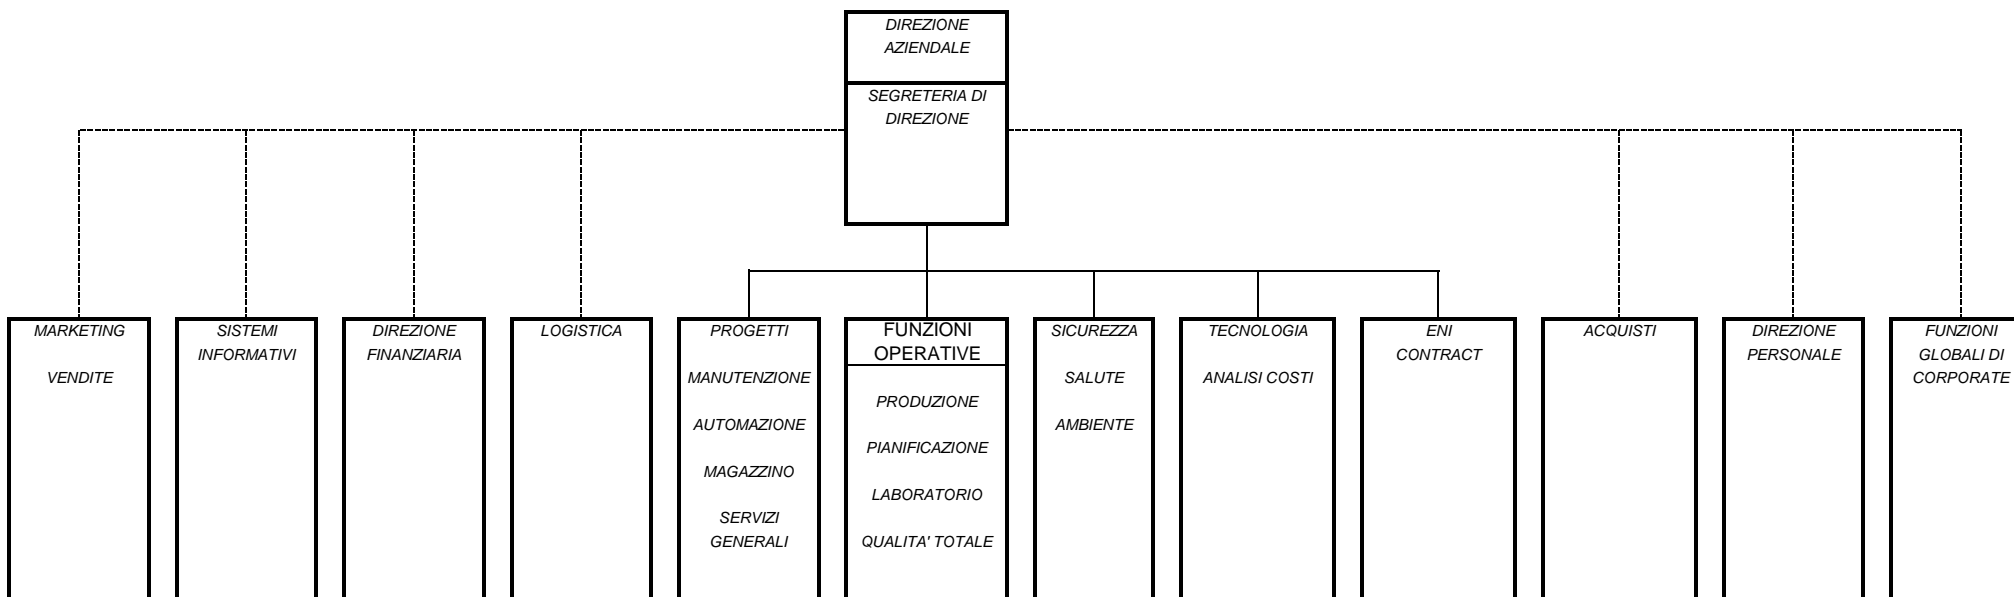 DIREZIONE
AZIENDALE
SEGRETERIA DI
DIREZIONE
MARKETING
VENDITE
SISTEMI
INFORMATIVI
DIREZIONE
FINANZIARIA
LOGISTICA
PROGETTI
MANUTENZIONE
AUTOMAZIONE
MAGAZZINO
SERVIZI
GENERALI
FUNZIONI
OPERATIVE
PRODUZIONE
PIANIFICAZIONE
LABORATORIO
QUALITA' TOTALE
SICUREZZA
SALUTE
AMBIENTE
TECNOLOGIA
ANALISI COSTI
ENI
CONTRACT
ACQUISTI
DIREZIONE
PERSONALE
FUNZIONI
GLOBALI DI
CORPORATE